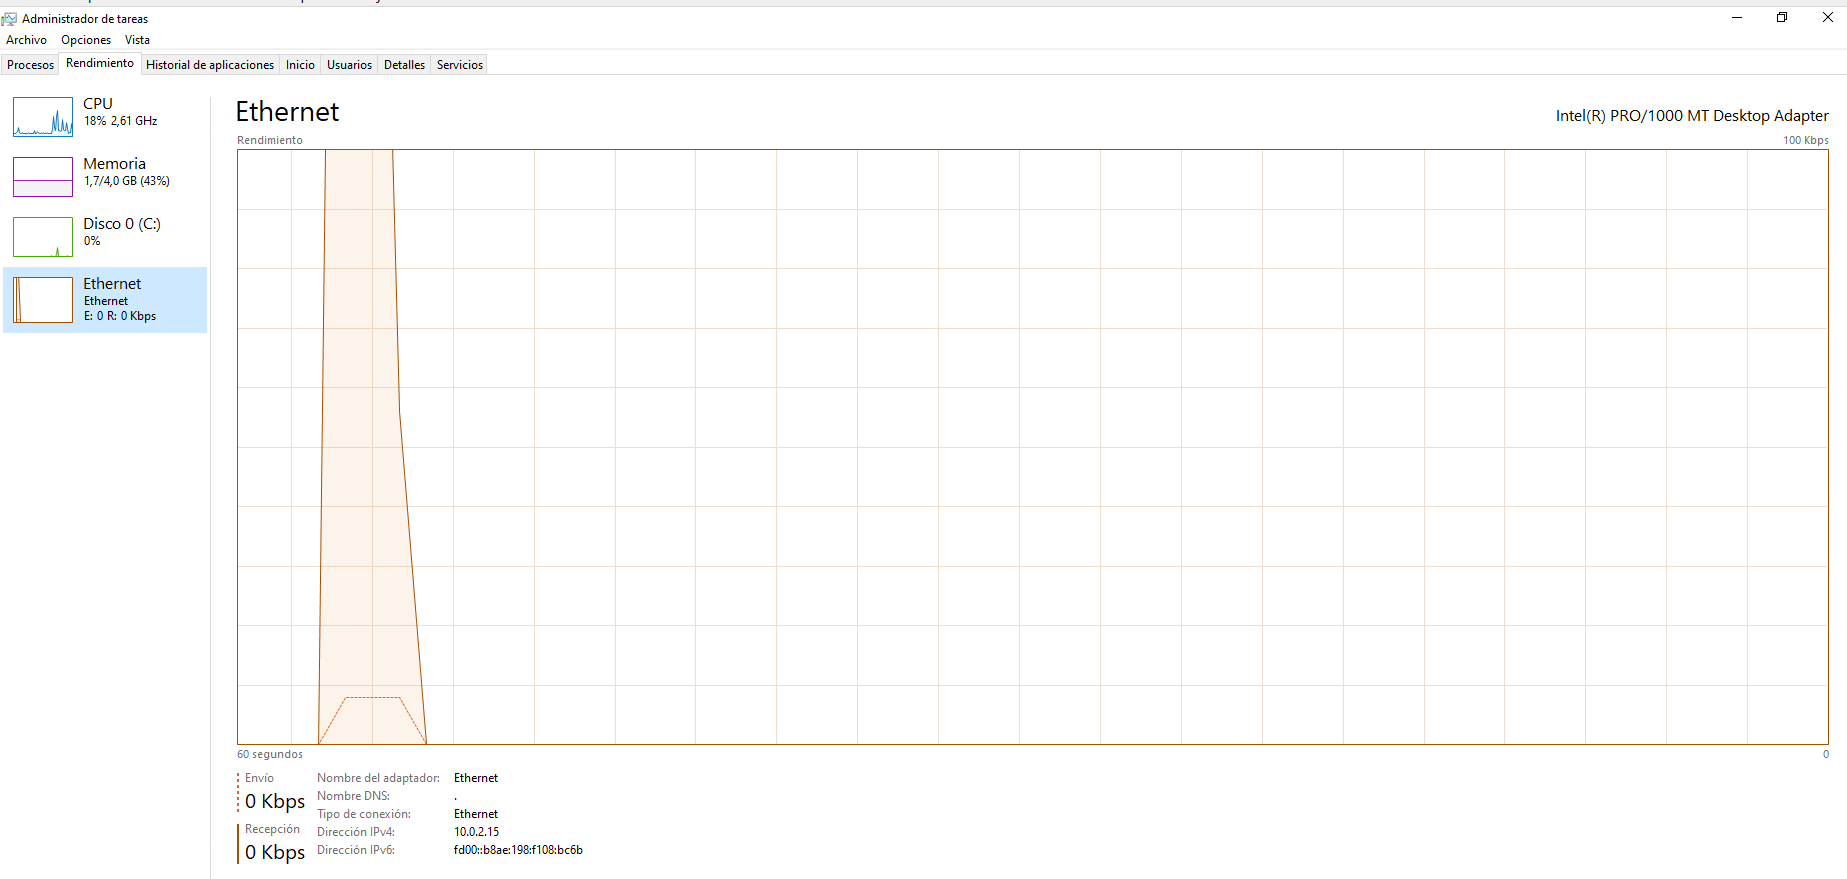 Administrador de tareas
Archivo Opciones Vista
Procesos Rendimiento Historial de aplicaciones Inicio Usuarios Detalles Servicios
CPU
18% 2,61 GHz
Memoria
1,7/4,0 GB (43%)
Disco 0 (C:)
0%
Ethernet
Ethernet
E: 0 R: 0 Kbps
Ethernet
Intel(R) PRO/1000 MT Desktop Adapter
Rendimiento 100 Kbps
60 segundos 0
Envío
0 Kbps
Recepción
0 Kbps
Nombre del adaptador: Ethernet
Nombre DNS: .
Tipo de conexión: Ethernet
Dirección IPv4: 10.0.2.15
Dirección IPv6: fd00::b8ae:198:f108:bc6b